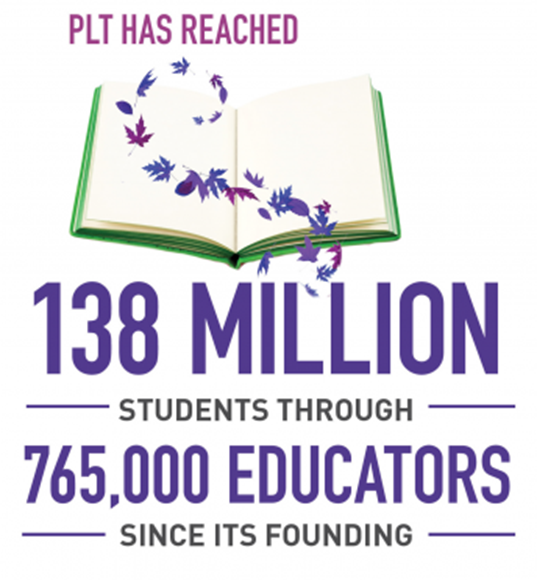 PLT HAS REACHED
138 MILLION
STUDENTS THROUGH
765,000 EDUCATORS
SINCE ITS FOUNDING